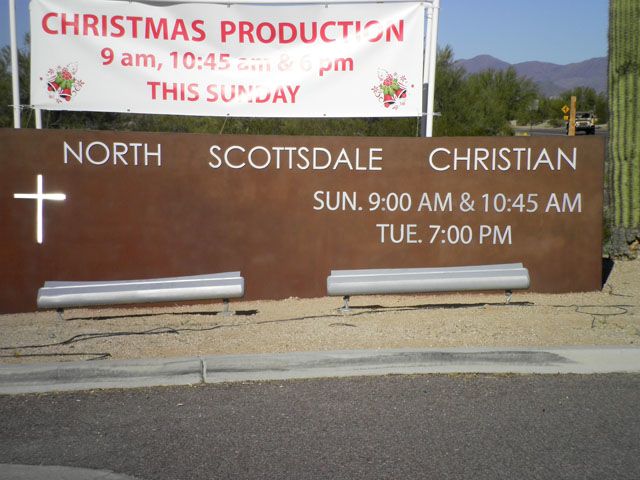 CHRISTMAS PRODUCTION
9 am, 10:45 am & 6 pm
THIS SUNDAY
NORTH SCOTTSDALE CHRISTIAN
SUN. 9:00 AM & 10:45 AM
TUE. 7:00 PM